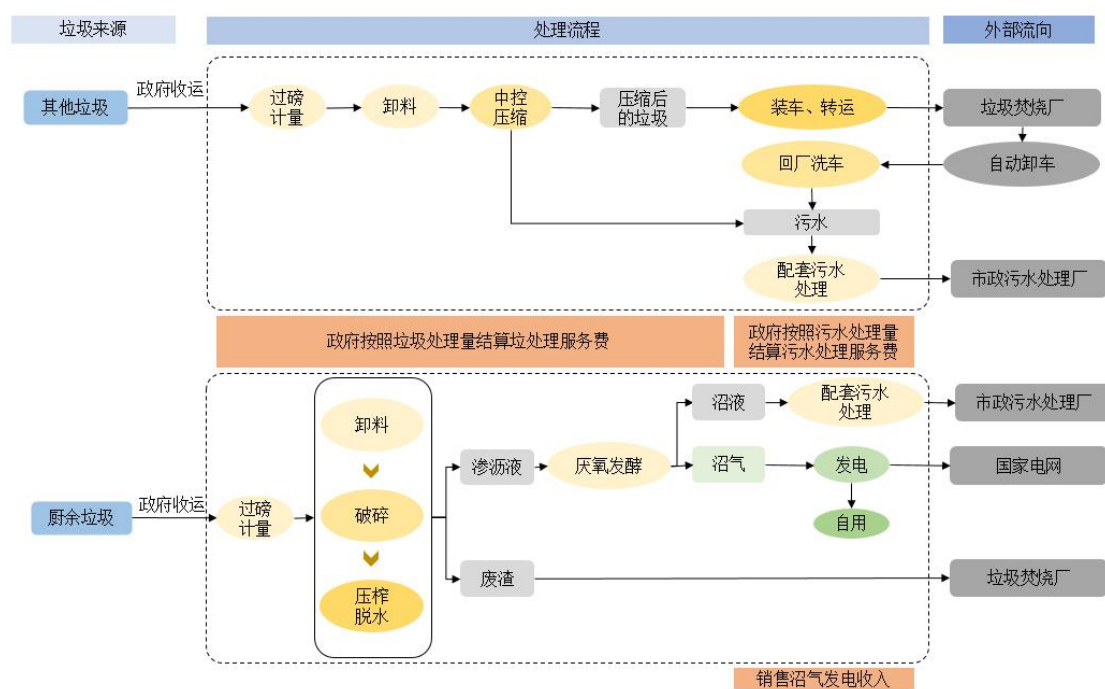 垃圾来源
处理流程
外部流向
其他垃圾
政府收运
过磅
计量
卸料
中控
压缩
压缩后
的垃圾
装车、转运
垃圾焚烧厂
回厂洗车
自动卸车
污水
配套污水
处理
市政污水处理厂
政府按照垃圾处理量结算垃处理服务费
政府按照污水处理量
结算污水处理服务费
厨余垃圾
政府收运
过磅
计量
卸料
破碎
压榨
脱水
渗沥液
厌氧发酵
沼液
配套污水
处理
市政污水处理厂
沼气
发电
国家电网
自用
废渣
垃圾焚烧厂
销售沼气发电收入